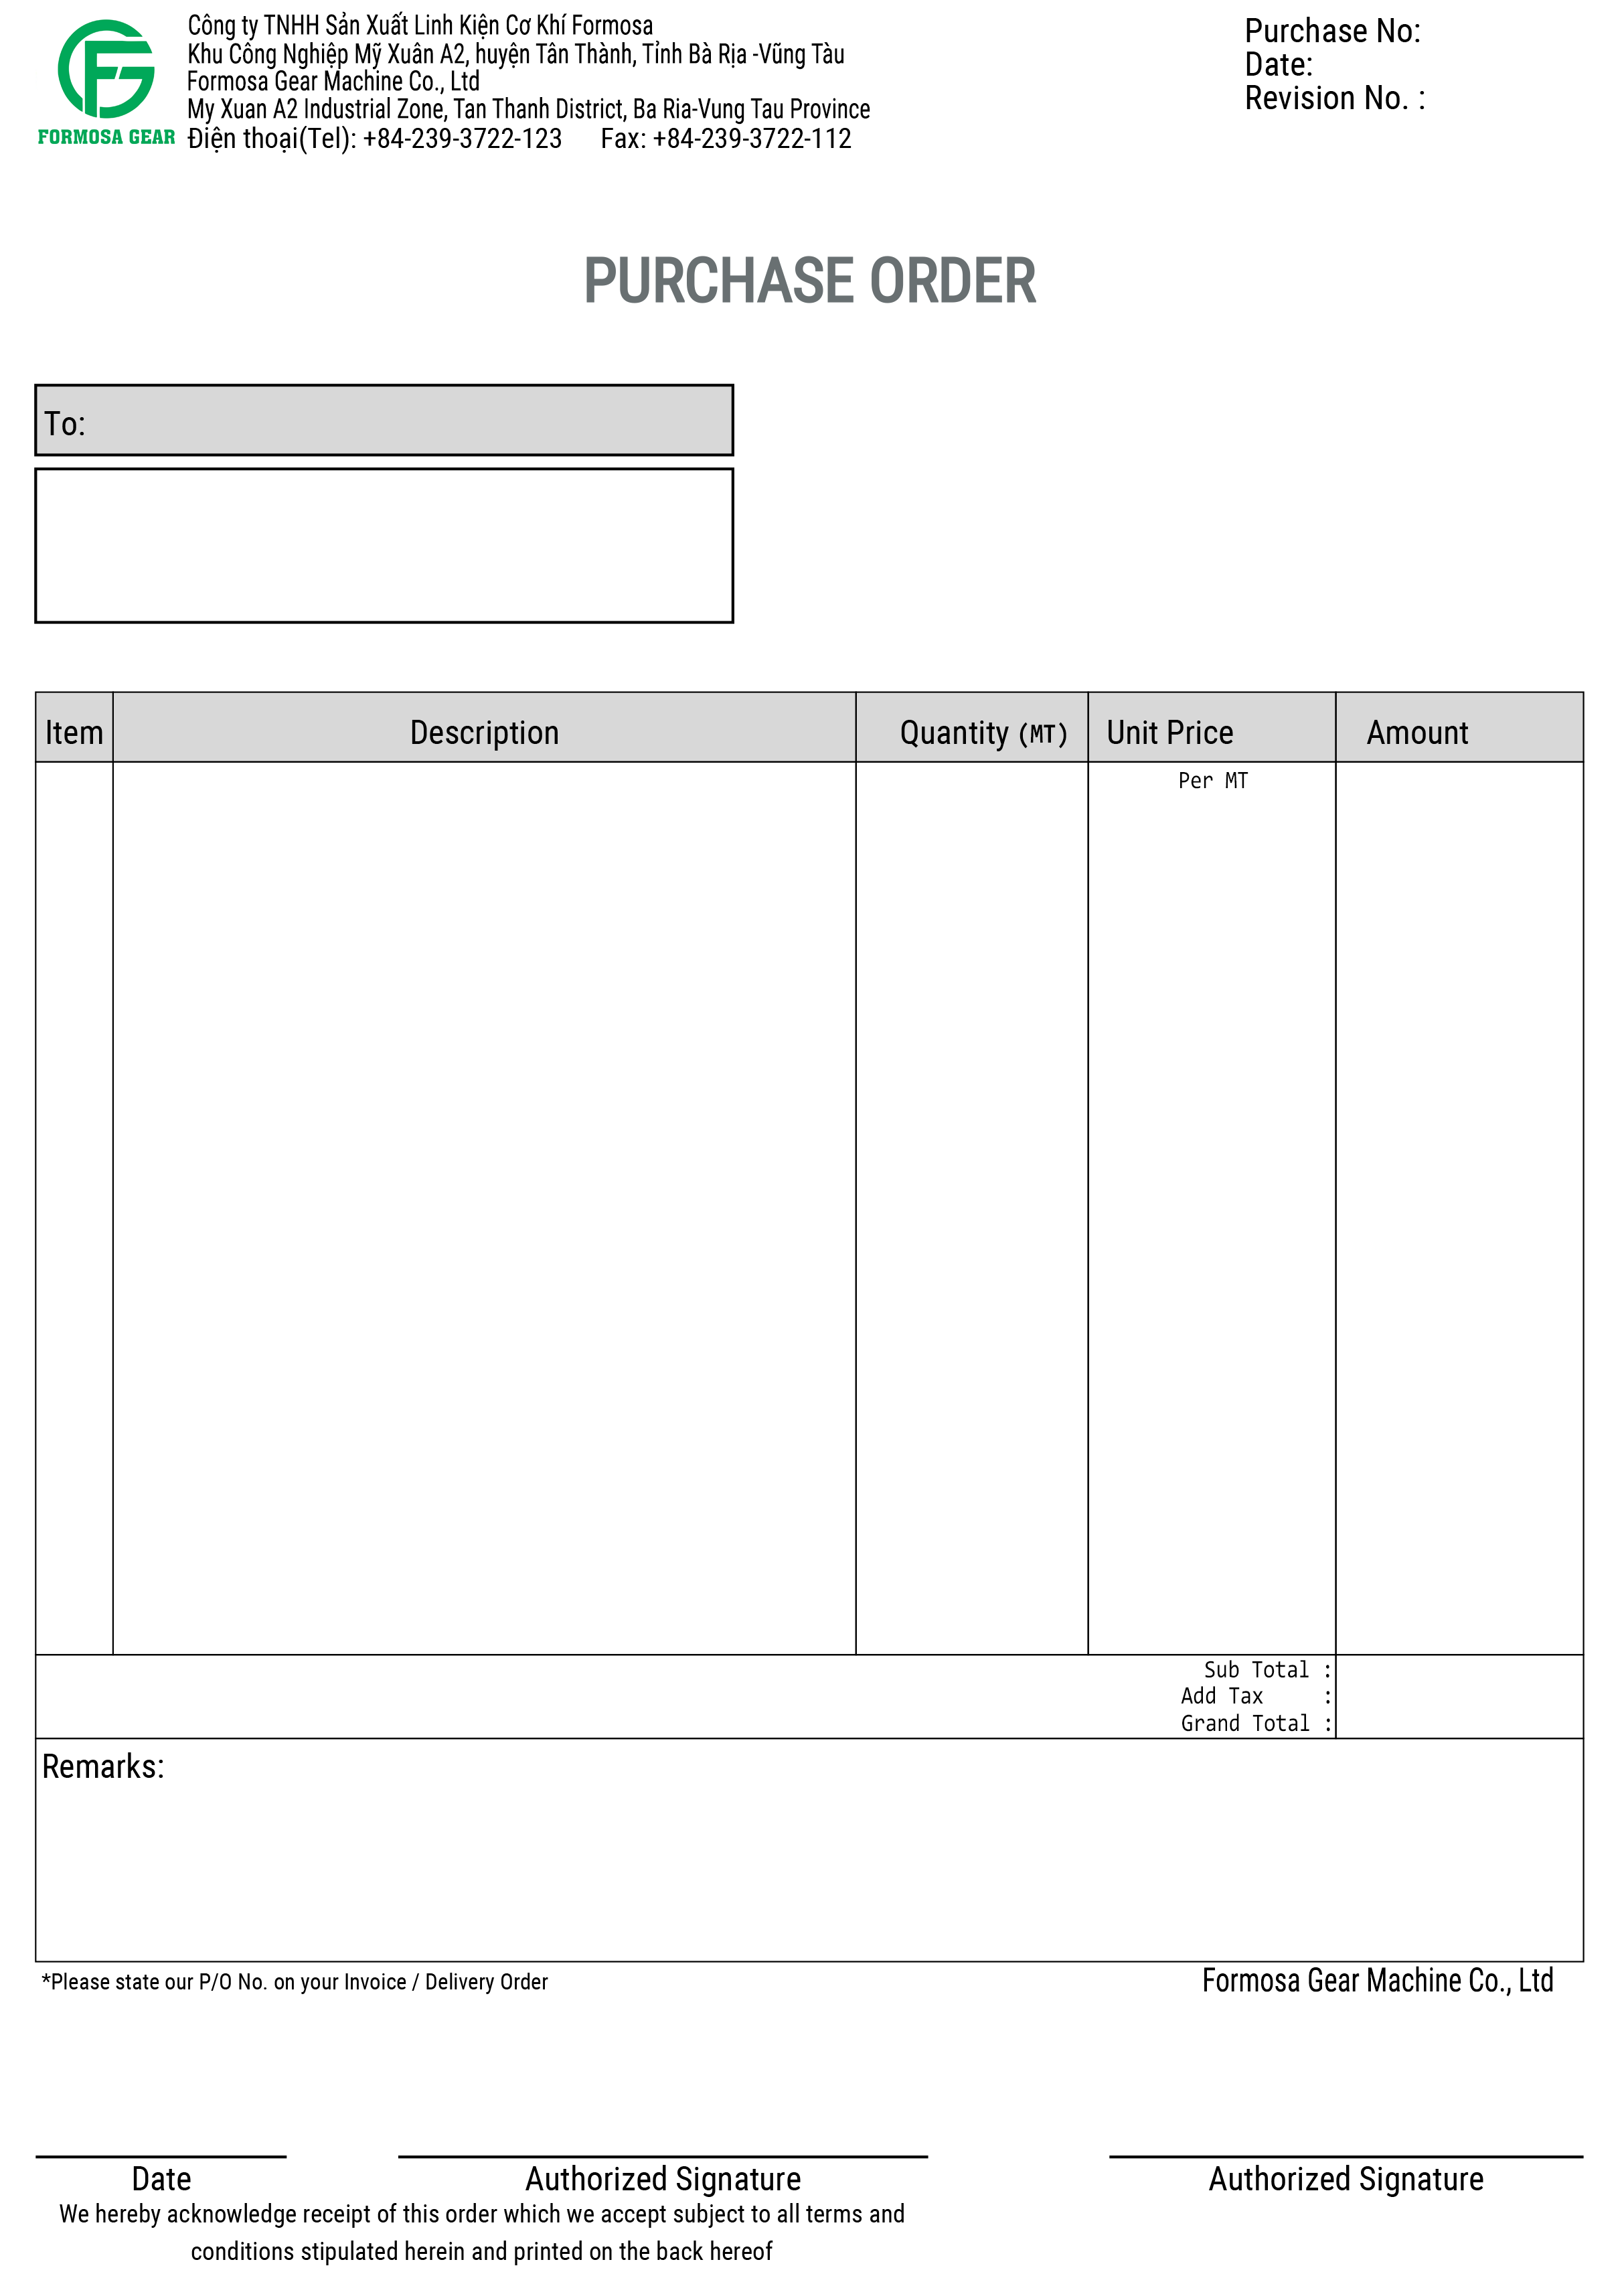 Công ty TNHH Sản Xuất Linh Kiện Cơ Khí Formosa
Khu Công Nghiệp Mỹ Xuân A2, huyện Tân Thành, Tỉnh Bà Rịa -Vũng Tàu
Formosa Gear Machine Co., Ltd
My Xuan A2 Industrial Zone, Tan Thanh District, Ba Ria-Vung Tau Province
Điện thoại(Tel): +84-239-3722-123 Fax: +84-239-3722-112
FORMOSA GEAR
Purchase No:
Date:
Revision No. :
PURCHASE ORDER
To:
Item Description Quantity (MT) Unit Price Amount
Per MT
Sub Total :
Add Tax :
Grand Total :
Remarks:
*Please state our P/O No. on your Invoice / Delivery Order
Formosa Gear Machine Co., Ltd
Date Authorized Signature Authorized Signature
We hereby acknowledge receipt of this order which we accept subject to all terms and
conditions stipulated herein and printed on the back hereof